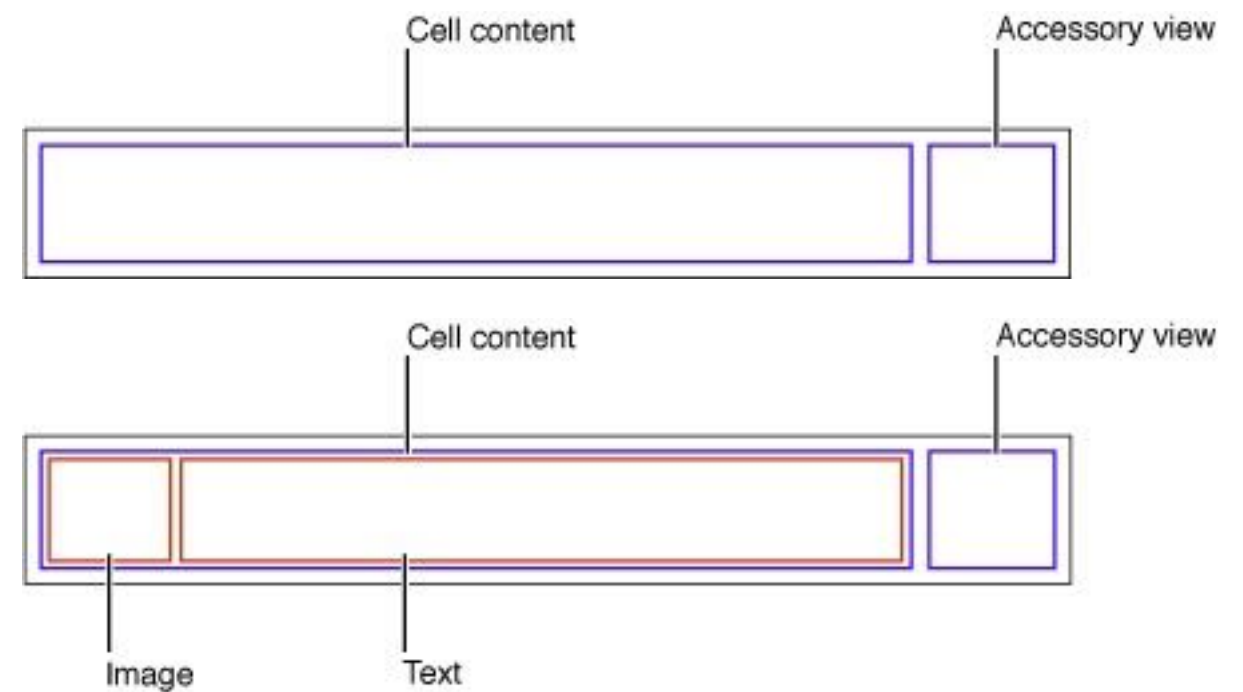 Cell content
Accessory view
Cell content
Accessory view
Image
Text